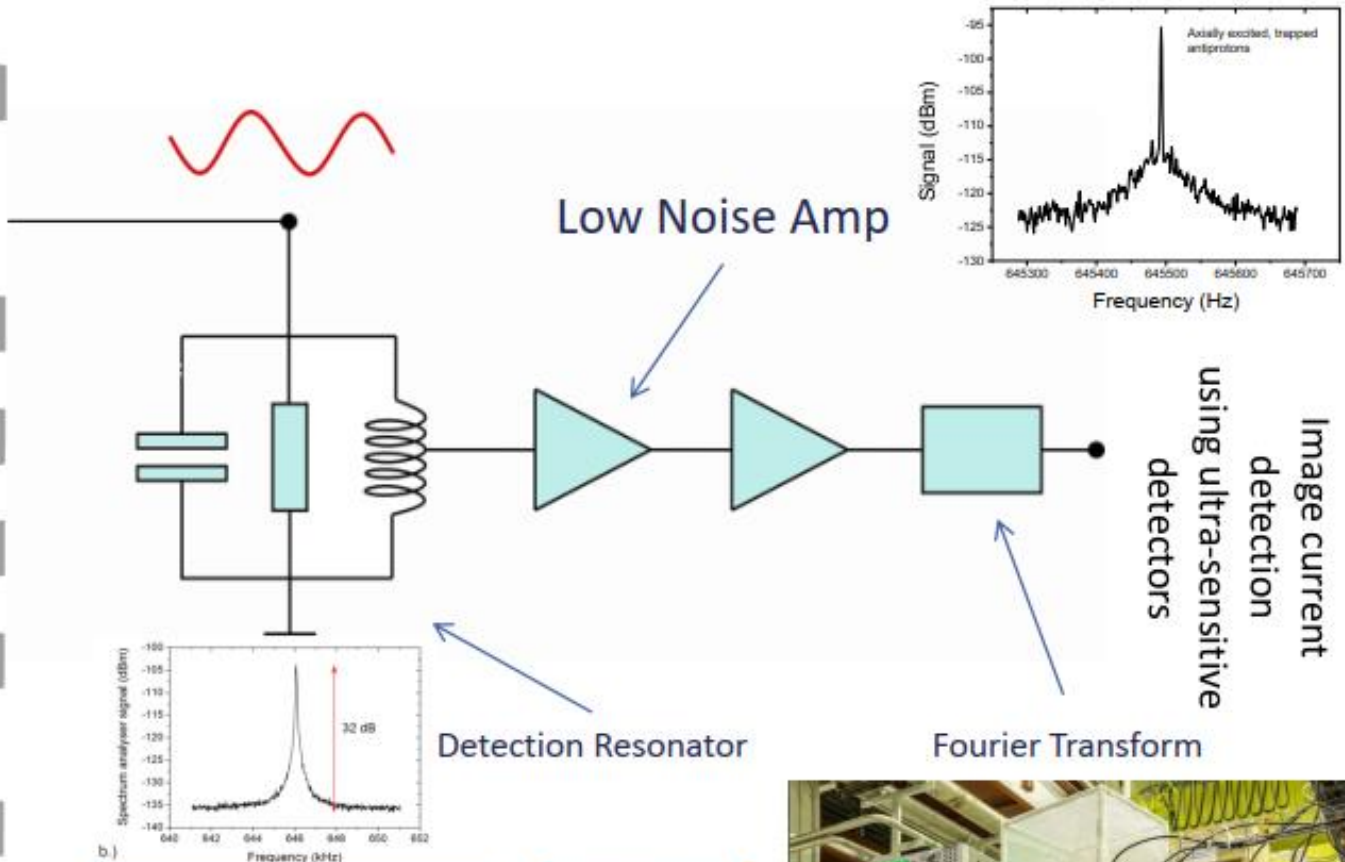 -95
-100
-105
-110
-115
-120
-125
-130
Signal (dBm)
Axially excited, trapped
antiprotons
645300 645400 645500 645600 645700
Frequency (Hz)
Low Noise Amp
Image current
detection
using ultra-sensitive
detectors
-100
-105
-110
-115
-120
-125
-130
-135
-140
Spectrum analyser signal (dBm)
32 dB
640 642 644 646 648 650 652
Frequency (kHz)
b.)
Detection Resonator
Fourier Transform